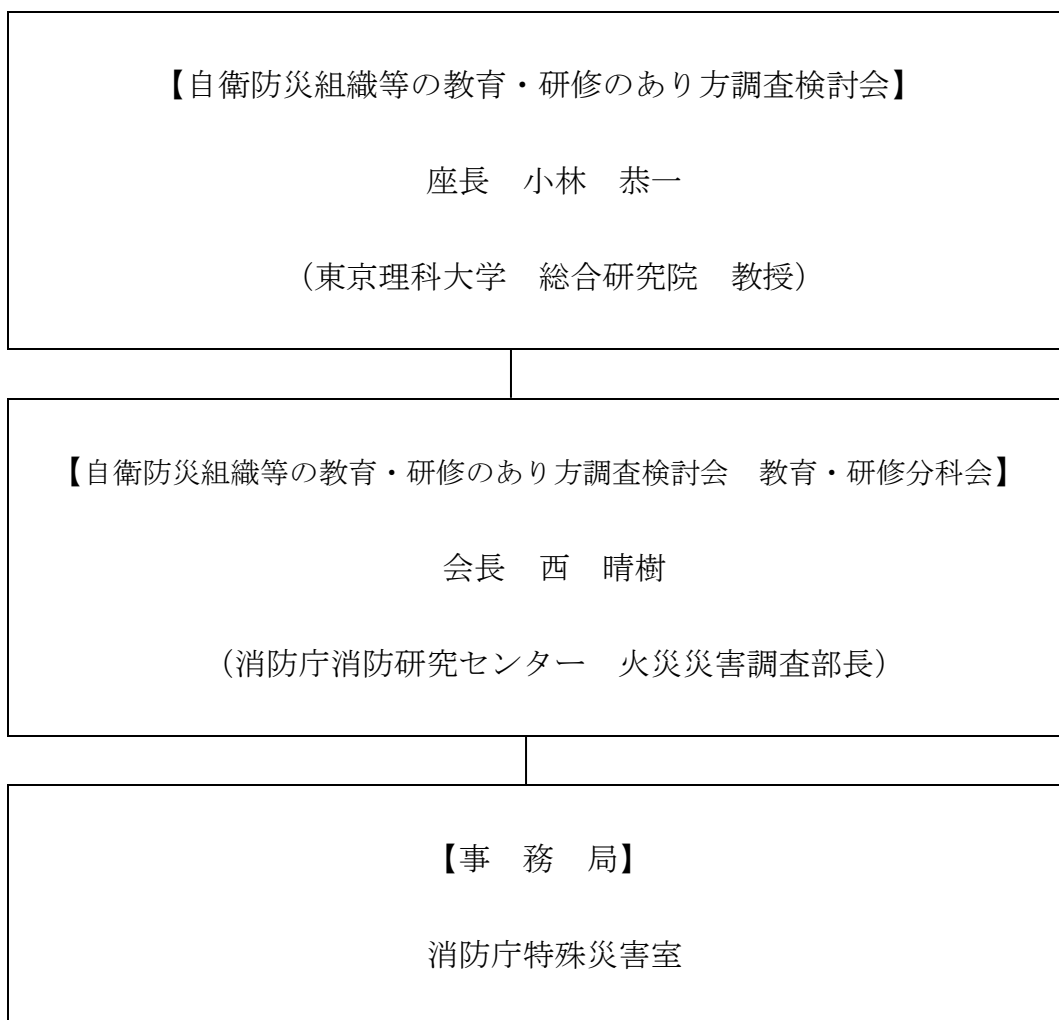 【自衛防災組織等の教育・研修のあり方調査検討会】
座長　小林　恭一
（東京理科大学　総合研究院　教授）
【自衛防災組織等の教育・研修のあり方調査検討会　教育・研修分科会】
会長　西　晴樹
（消防庁消防研究センター　火災災害調査部長）
【事　務　局】
消防庁特殊災害室